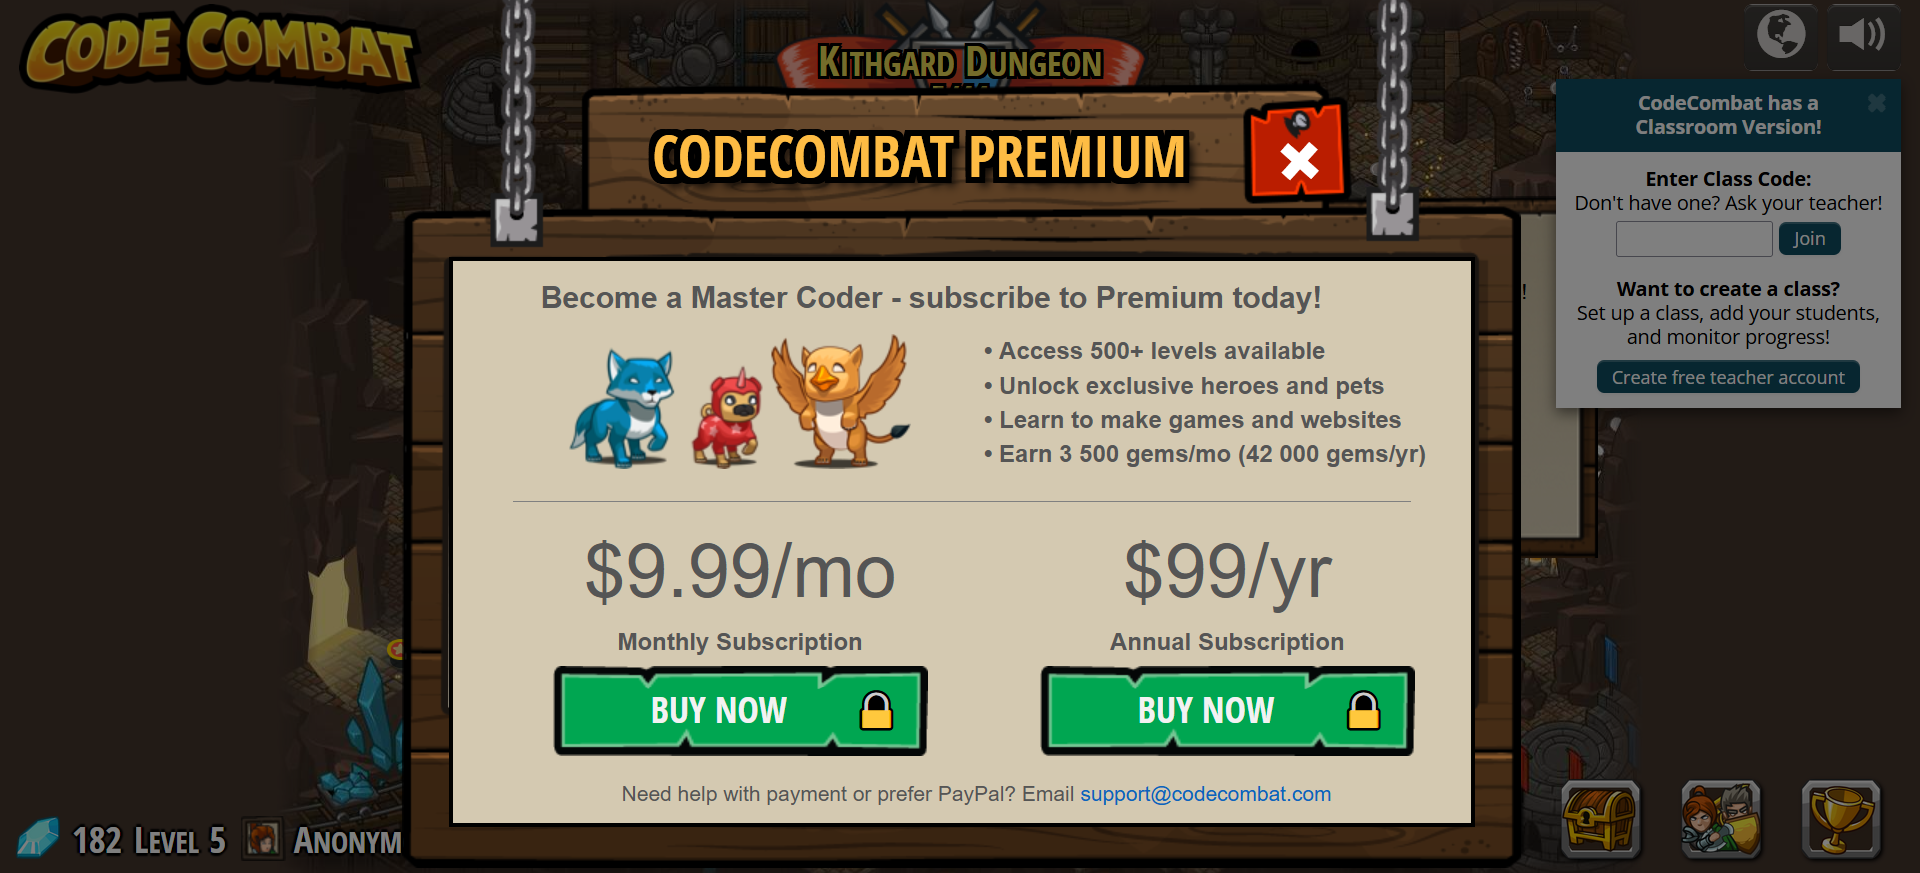 CODE COMBAT
KITHGARD DUNGEON
CODECOMBAT PREMIUM
Become a Master Coder - subscribe to Premium today!
• Access 500+ levels available
• Unlock exclusive heroes and pets
• Learn to make games and websites
• Earn 3 500 gems/mo (42 000 gems/yr)
$9.99/mo
Monthly Subscription
BUY NOW
$99/yr
Annual Subscription
BUY NOW
Need help with payment or prefer PayPal? Email support@codecombat.com
CodeCombat has a
Classroom Version!
Enter Class Code:
Don't have one? Ask your teacher!
Join
Want to create a class?
Set up a class, add your students,
and monitor progress!
Create free teacher account
!
182 LEVEL 5 ANONYM